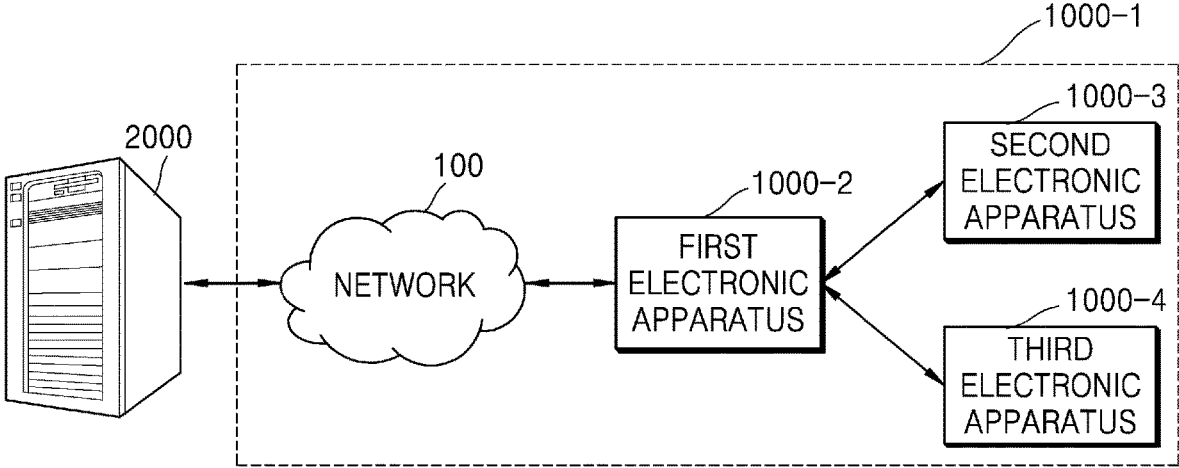 1000-1
1000-3
2000
SECOND
ELECTRONIC
APPARATUS
100
1000-2
NETWORK
FIRST
ELECTRONIC
APPARATUS
1000-4
THIRD
ELECTRONIC
APPARATUS